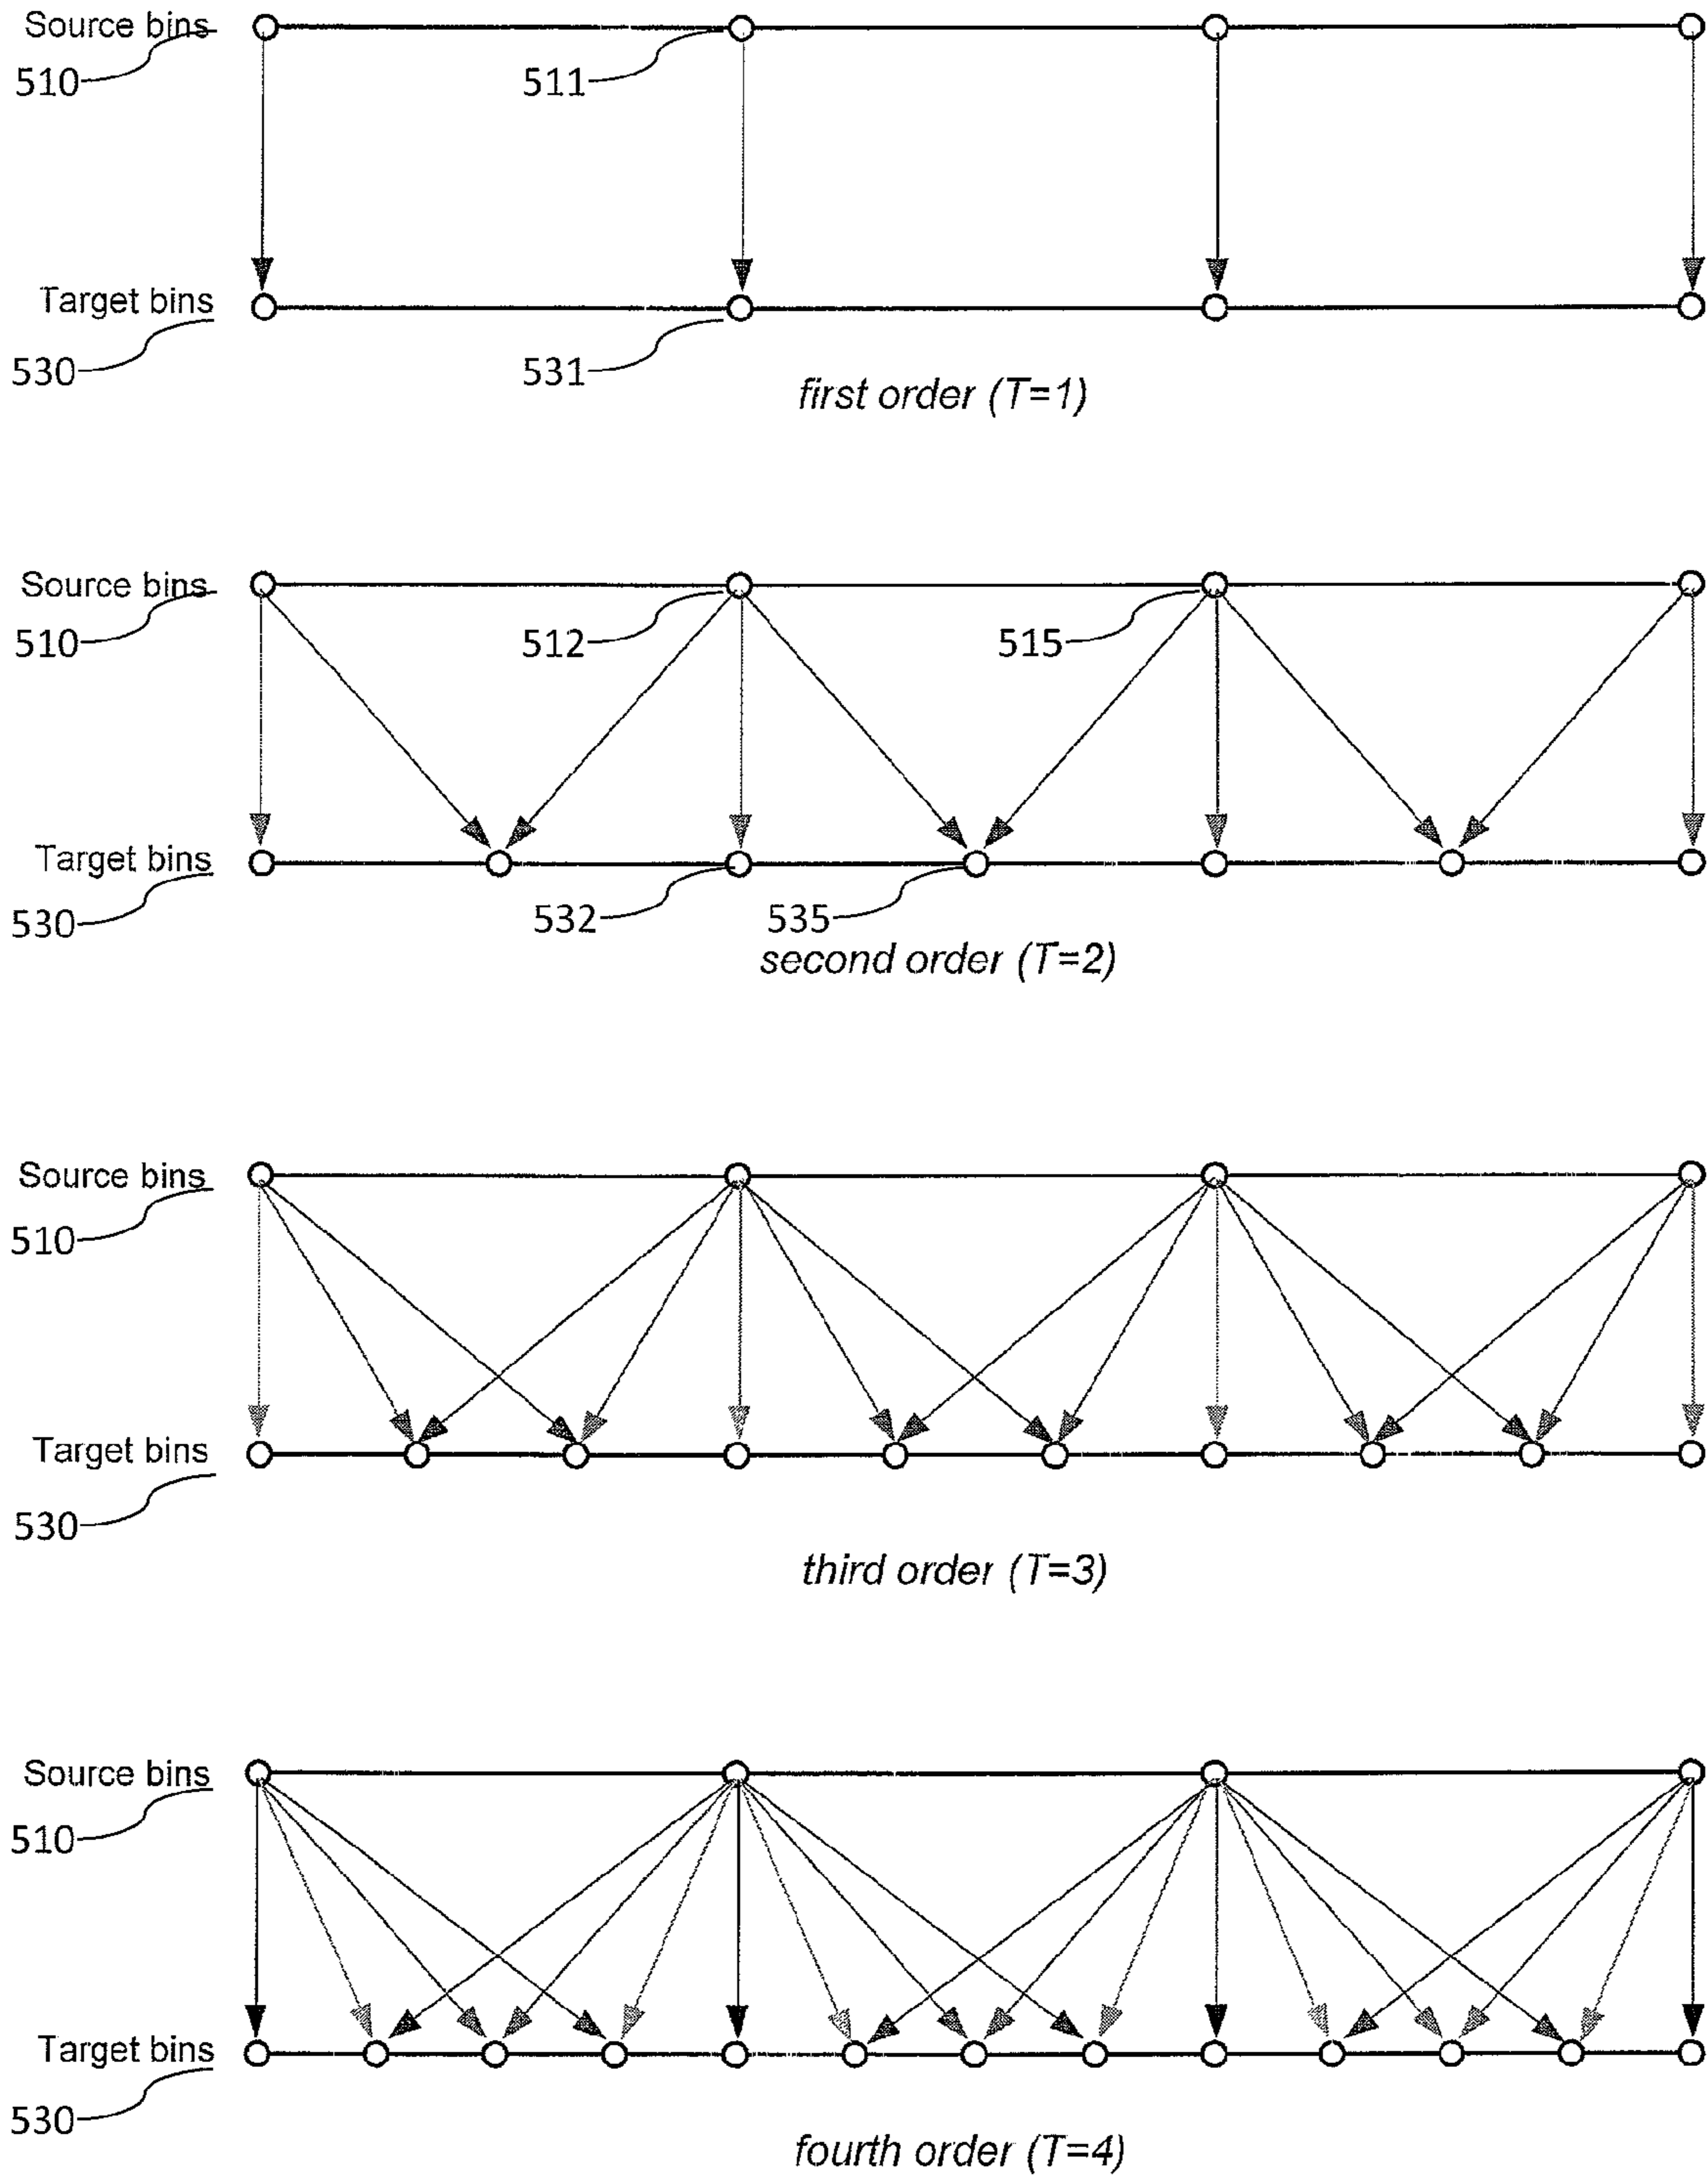 Source bins
510
511
Target bins
530
531
first order (T=1)
Source bins
510
512
515
Target bins
530
532
535
second order (T=2)
Source bins
510
Target bins
530
third order (T=3)
Source bins
510
Target bins
530
fourth order (T=4)